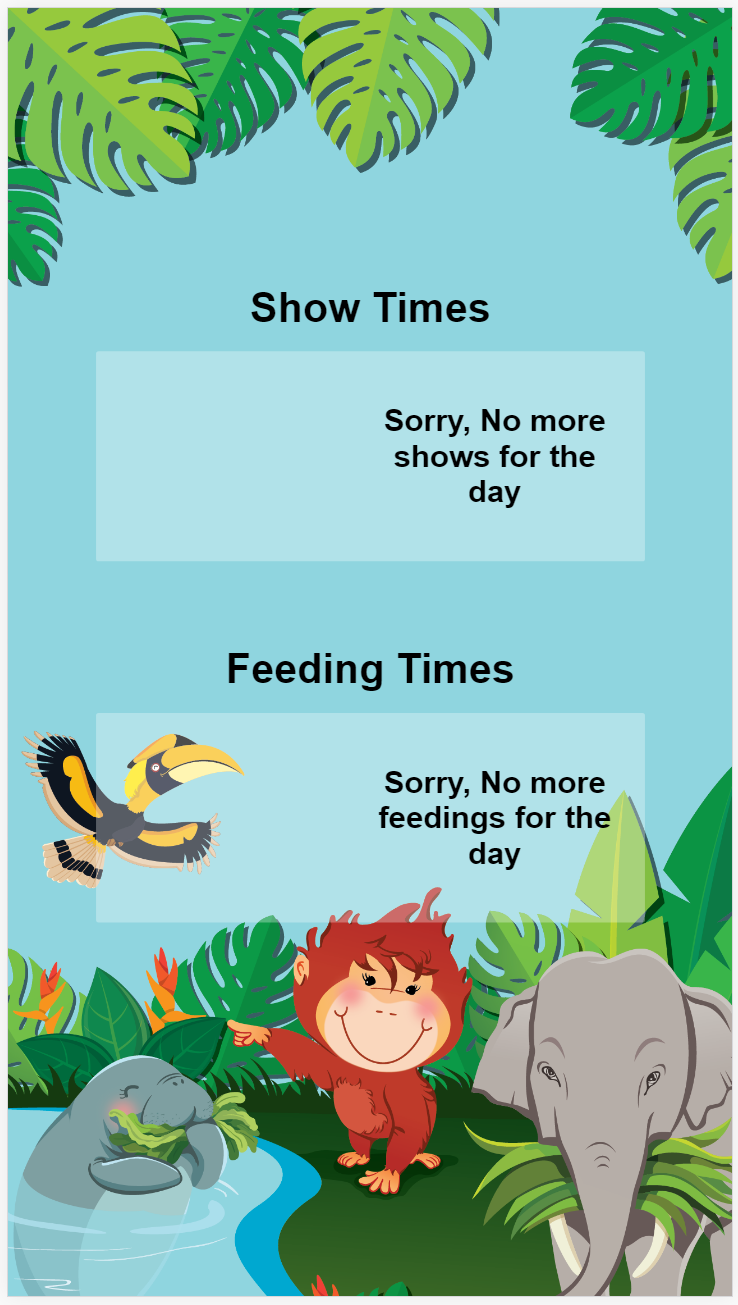 Show Times
Sorry, No more
shows for the
day
Feeding Times
Sorry, No more
feedings for the
day